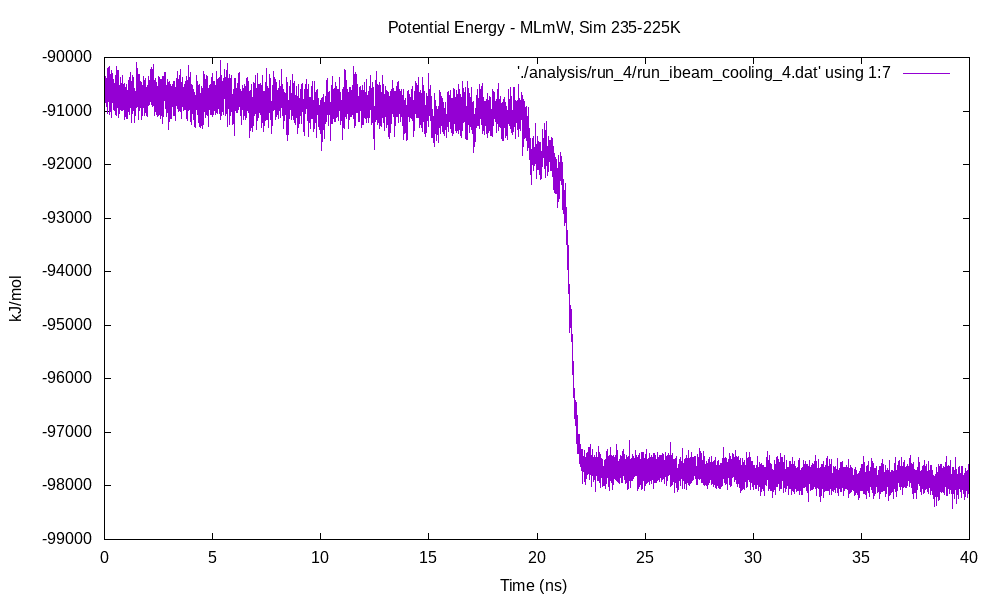 Potential Energy - MLmW, Sim 235-225K
'./analysis/run_4/run_ibeam_cooling_4.dat' using 1:7
-90000
-91000
-92000
-93000
-94000
-95000
-96000
-97000
-98000
-99000
kJ/mol
0 5 10 15 20 25 30 35 40
Time (ns)